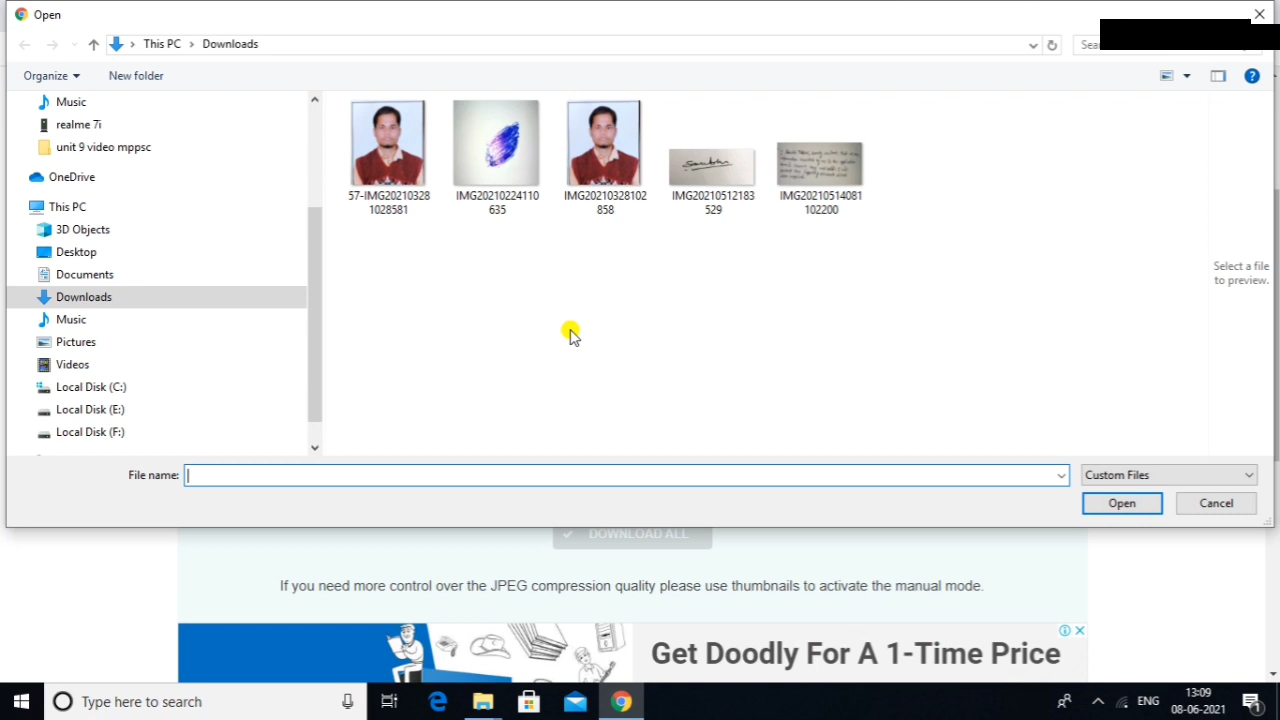 Open
This PC > Downloads
Sea
Organize
New folder
Music
realme 7i
unit 9 video mppsc
OneDrive
This PC
3D Objects
Desktop
Documents
Downloads
Music
Pictures
Videos
Local Disk (C:)
Local Disk (E:)
Local Disk (F:)
57-IMG20210328
1028581
IMG20210224110
635
IMG20210328102
858
IMG20210512183
529
IMG20210514081
102200
Select a file
to preview.
File name:
Custom Files
Open
Cancel
DOWNLOAD ALL
If you need more control over the JPEG compression quality please use thumbnails to activate the manual mode.
Get Doodly For A 1-Time Price
Type here to search
ENG
13:09
08-06-2021
1